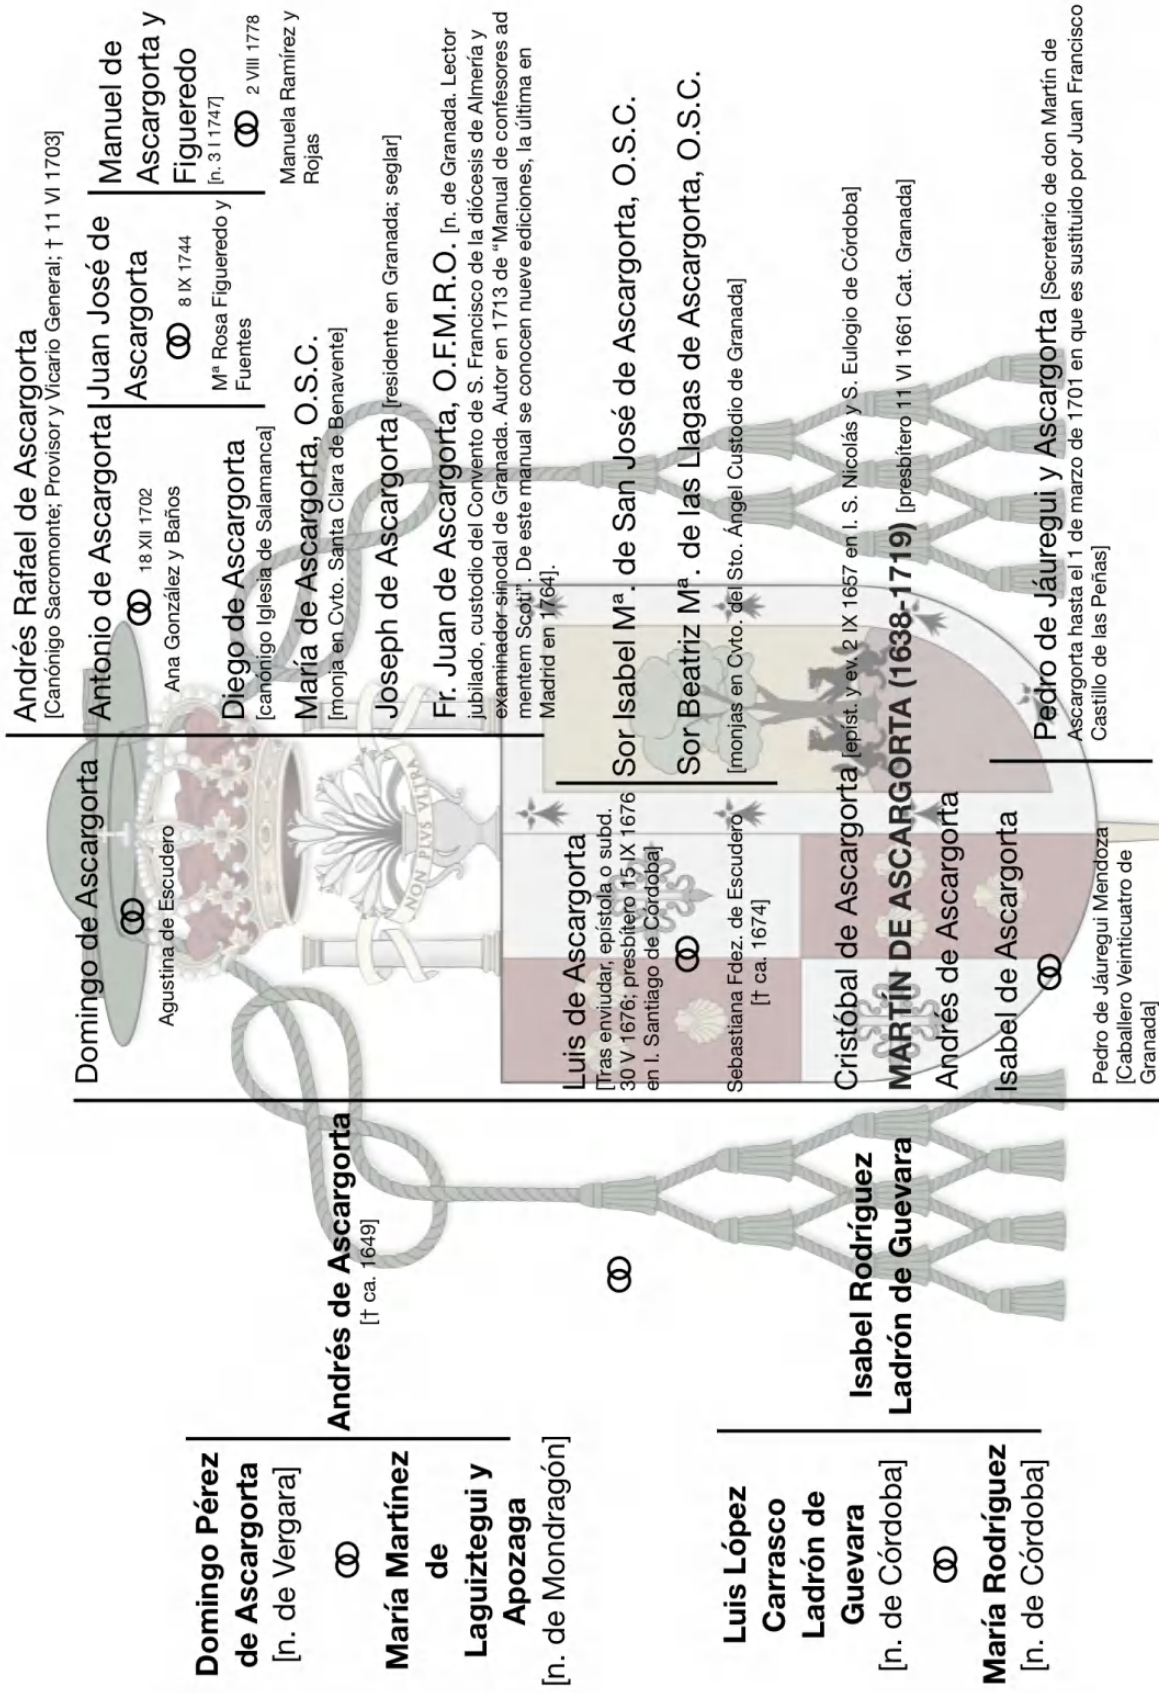 Domingo Pérez
de Ascargorta
[n. de Vergara]
María Martínez
de
Laguiztegui y
Apozaga
[n. de Mondragón]
Luis López
Carrasco
Ladrón de
Guevara
[n. de Córdoba]
María Rodríguez
[n. de Córdoba]
Andrés de Ascargorta
[† ca. 1649]
Isabel Rodríguez
Ladrón de Guevara
Domingo de Ascargorta
Agustina de Escudero
Luis de Ascargorta
[Tras enviudar, epístola o subd.
30 V 1676; presbítero 15 IX 1676
en I. Santiago de Córdoba]
Sebastiana Fdez. de Escudero
[† ca. 1674]
Cristóbal de Ascargorta [epist. y ev. 2 IX 1657 en I. S. Nicolás y S. Eulogio de Córdoba]
MARTÍN DE ASCARGORTA (1638-1719) [presbítero 11 VI 1661 Cat. Granada]
Andrés de Ascargorta
Isabel de Ascargorta
Pedro de Jáuregui Mendoza
[Caballero Veinticuatro de
Granada]
Andrés Rafael de Ascargorta
[Canónigo Sacromonte; Provisor y Vicario General; † 11 VI 1703]
Antonio de Ascargorta
18 XII 1702
Ana González y Baños
Juan José de
Ascargorta
8 IX 1744
Mª Rosa Figueredo y
Fuentes
Manuel de
Ascargorta y
Figueredo
[n. 3 I 1747]
2 VIII 1778
Manuela Ramírez y
Rojas
Diego de Ascargorta
[canónigo Iglesia de Salamanca]
María de Ascargorta, O.S.C.
[monja en Cvto. Santa Clara de Benavente]
Joseph de Ascargorta [residente en Granada; seglar]
Fr. Juan de Ascargorta, O.F.M.R.O. [n. de Granada. Lector
jubilado, custodio del Convento de S. Francisco de la diócesis de Almería y
examinador sinodal de Granada. Autor en 1713 de “Manual de confesores ad
mentem Scoti”. De este manual se conocen nueve ediciones, la última en
Madrid en 1764].
Sor Isabel Mª. de San José de Ascargorta, O.S.C.
Sor Beatriz Mª. de las Llagas de Ascargorta, O.S.C.
[monjas en Cvto. del Sto. Ángel Custodio de Granada]
Pedro de Jáuregui y Ascargorta [Secretario de don Martín de
Ascargorta hasta el 1 de marzo de 1701 en que es sustituido por Juan Francisco
Castillo de las Peñas]
NON PLVS VLTRA